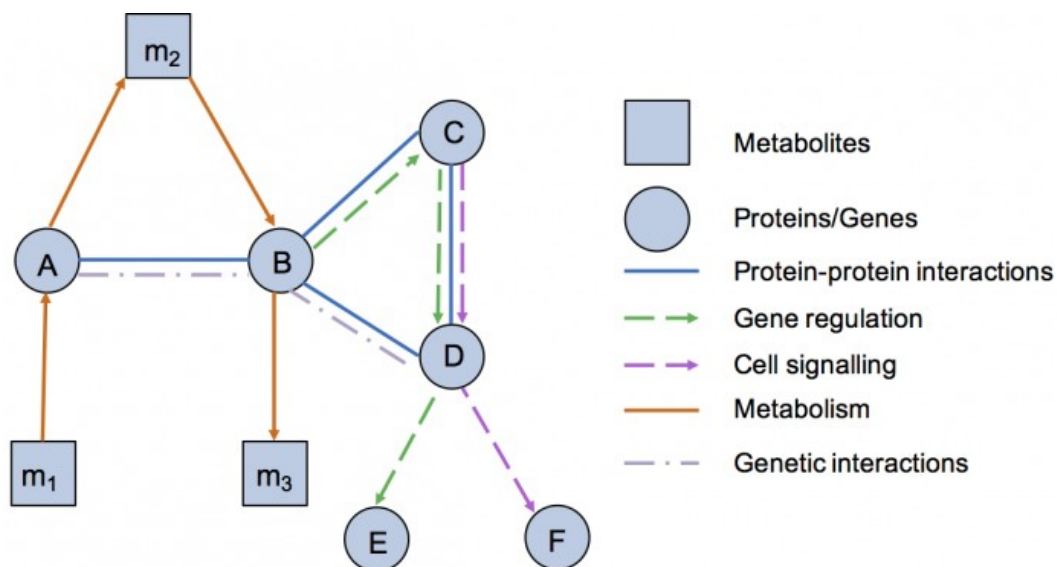 m₂
C
A
B
D
m₁
m₃
E
F
Metabolites
Proteins/Genes
Protein-protein interactions
Gene regulation
Cell signalling
Metabolism
Genetic interactions